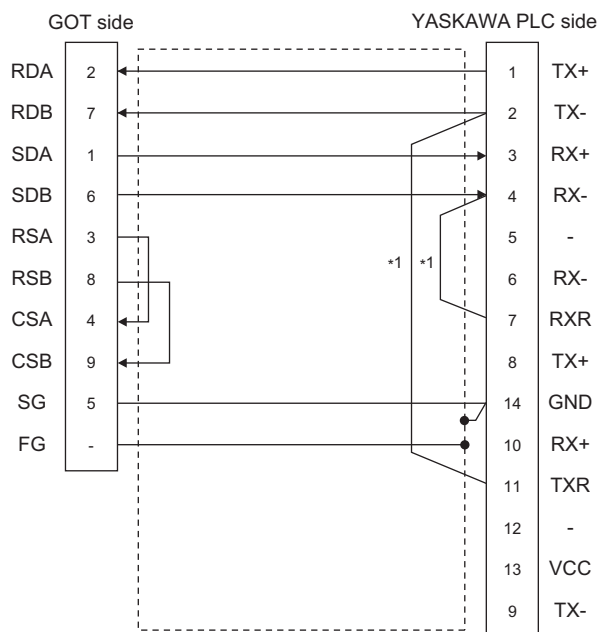 GOT side YASKAWA PLC side
RDA 2 1 TX+
RDB 7 2 TX-
SDA 1 3 RX+
SDB 6 4 RX-
RSA 3 5 -
*1 *1
RSB 8 6 RX-
CSA 4 7 RXR
CSB 9 8 TX+
SG 5 14 GND
FG - 10 RX+
11 TXR
12 -
13 VCC
9 TX-